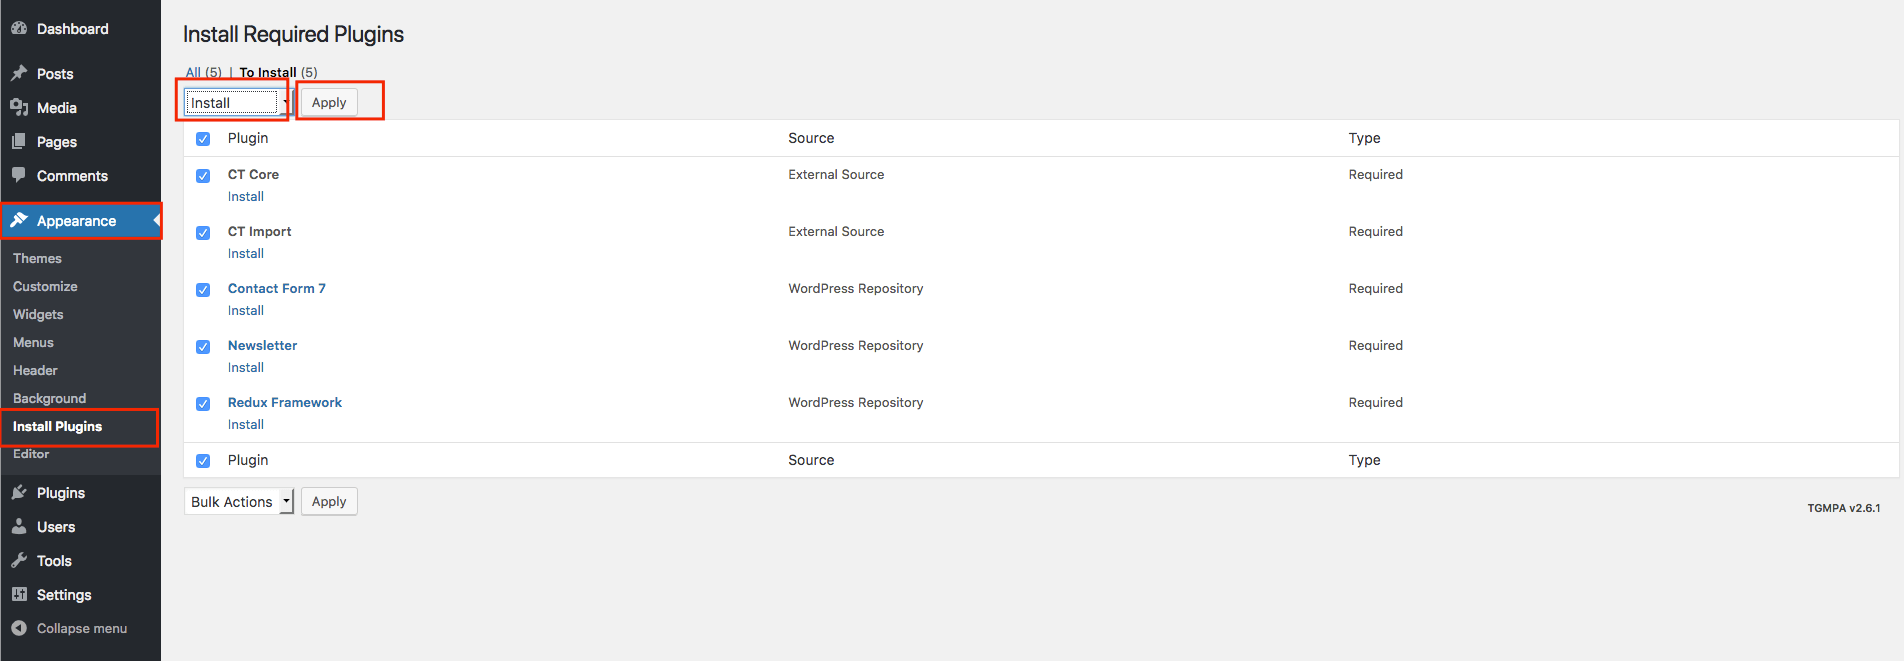 Dashboard
Posts
Media
Pages
Comments
Appearance
Themes
Customize
Widgets
Menus
Header
Background
Install Plugins
Editor
Plugins
Users
Tools
Settings
Collapse menu
Install Required Plugins
All (5) | To Install (5)
Install Apply
Plugin Source Type
CT Core External Source Required
Install
CT Import External Source Required
Install
Contact Form 7 WordPress Repository Required
Install
Newsletter WordPress Repository Required
Install
Redux Framework WordPress Repository Required
Install
Plugin Source Type
Bulk Actions Apply
TGMPA v2.6.1